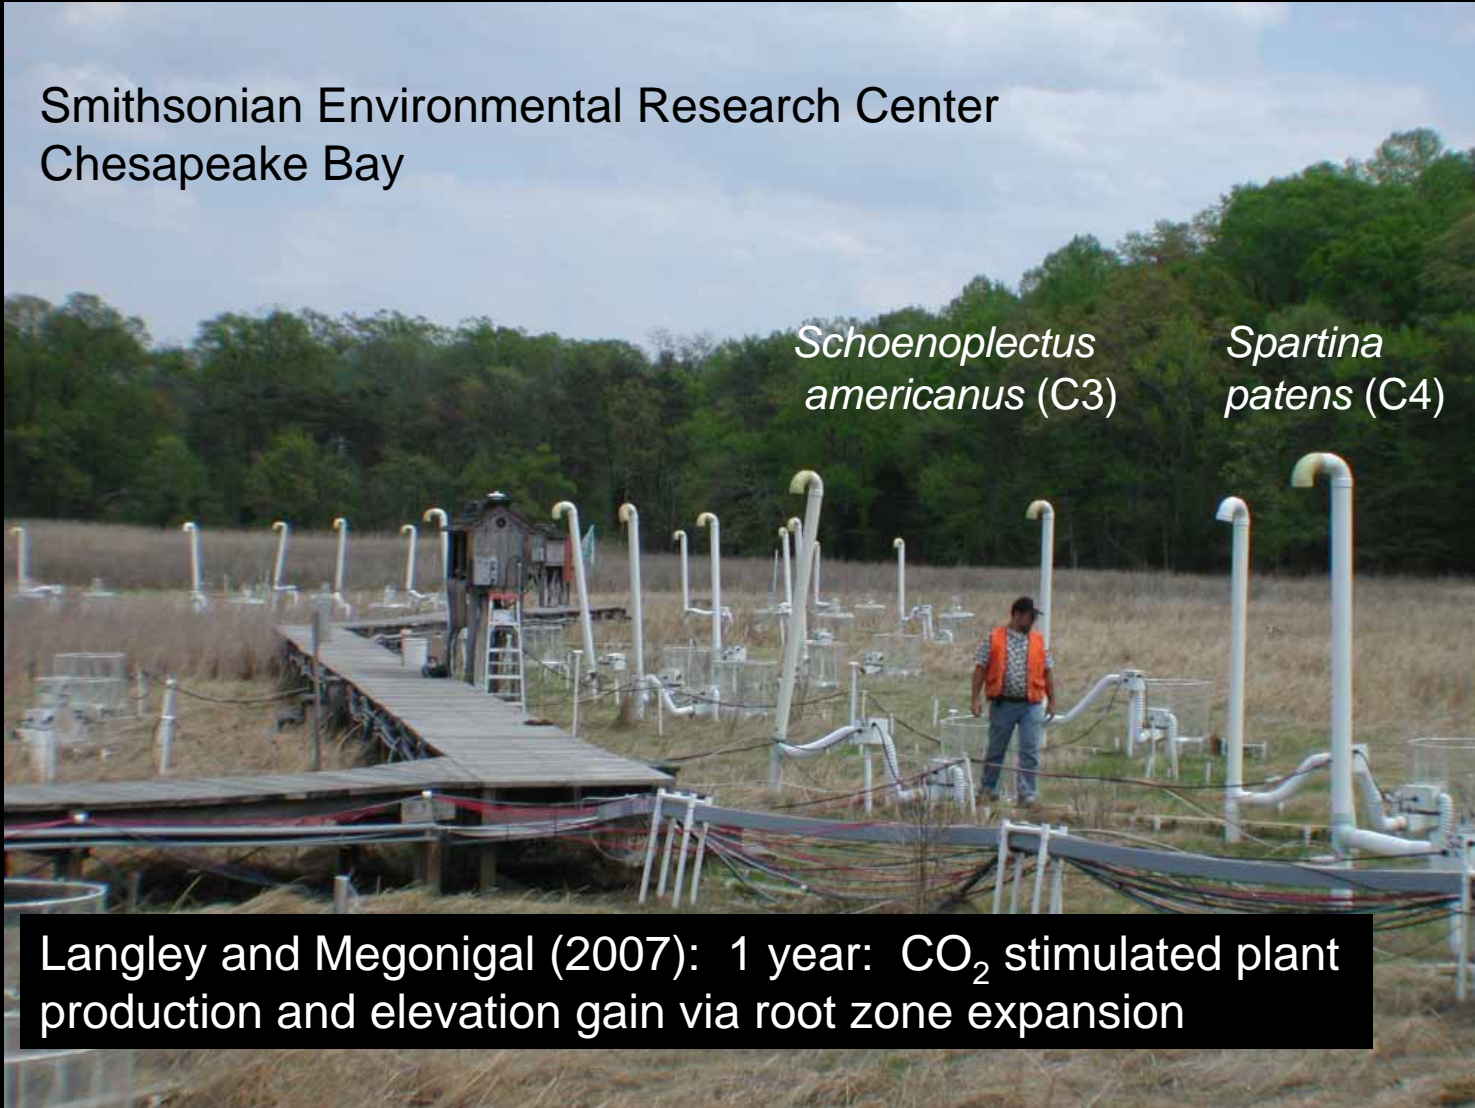 Smithsonian Environmental Research Center
Chesapeake Bay
Schoenoplectus
americanus (C3)
Spartina
patens (C4)
Langley and Megonigal (2007):  1 year:  CO₂ stimulated plant
production and elevation gain via root zone expansion